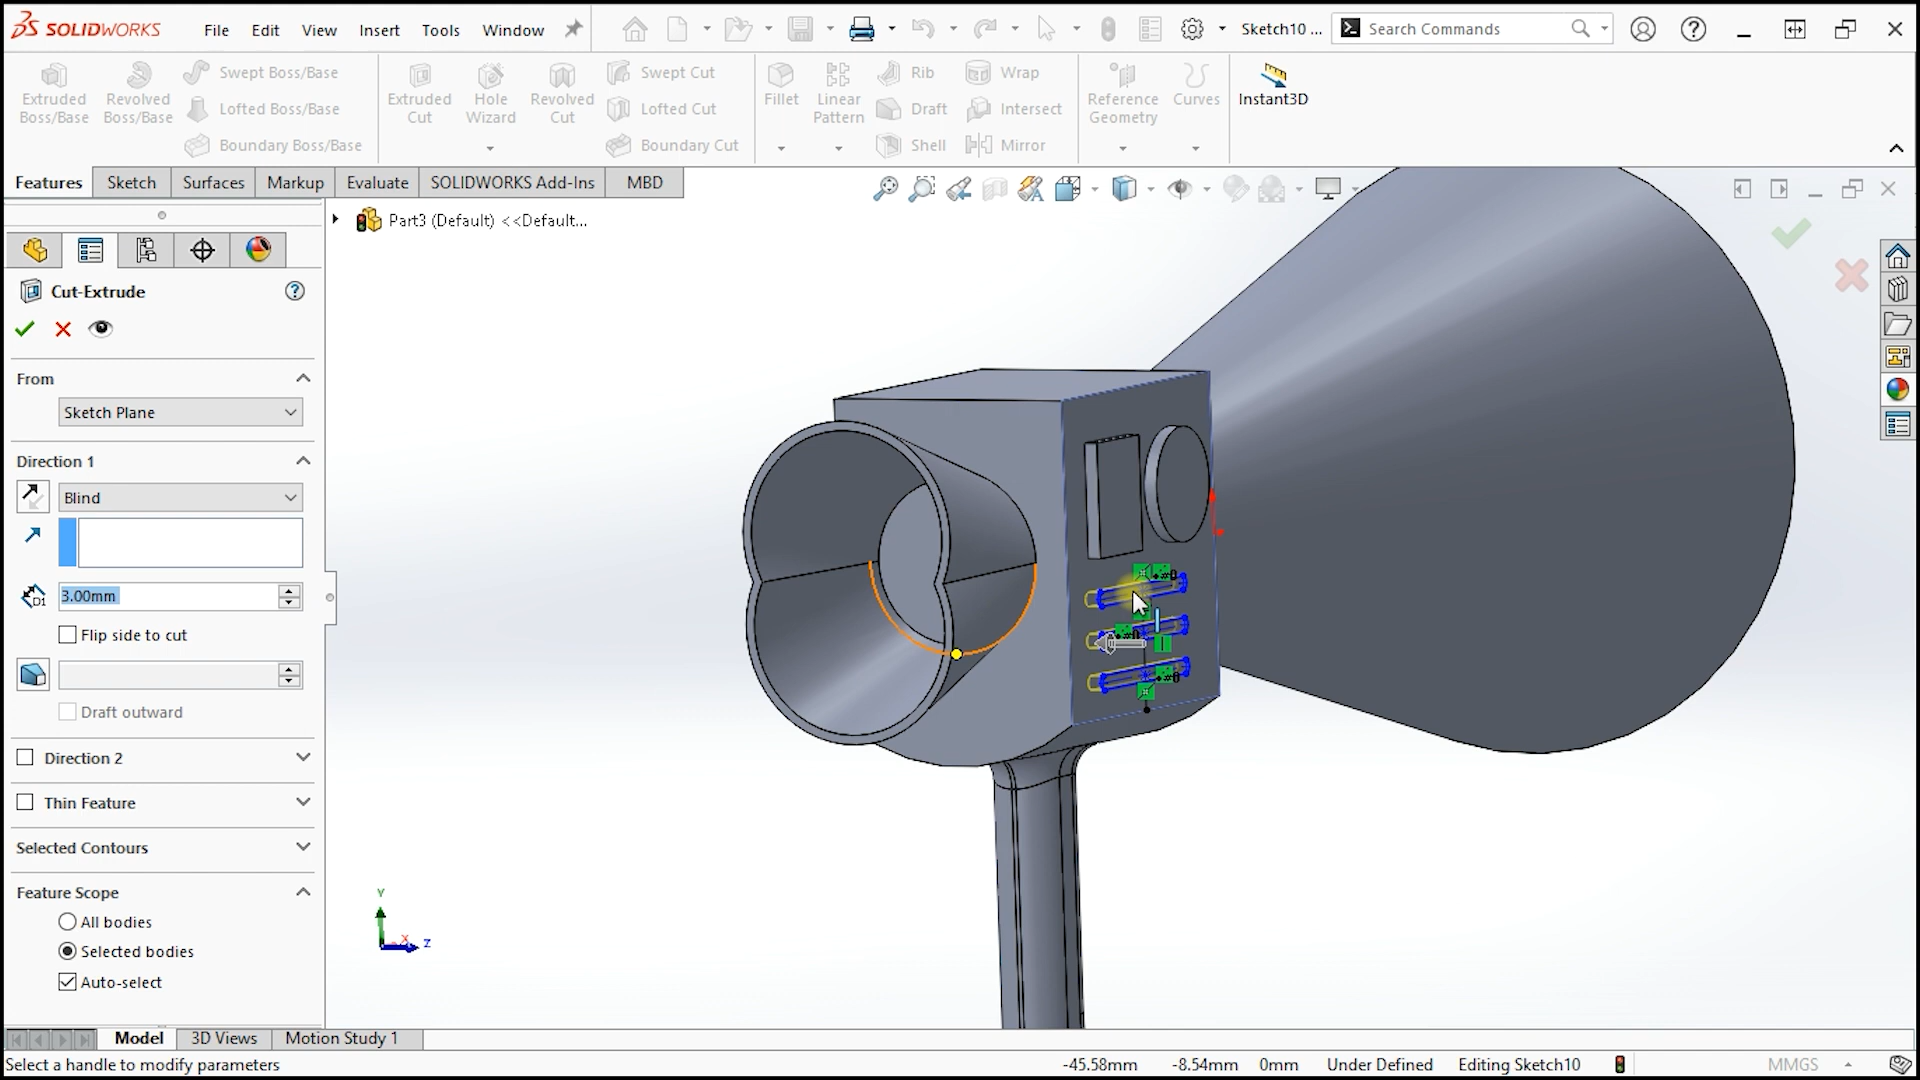 SOLIDWORKS File Edit View Insert Tools Window Sketch10 ... Search Commands
Extruded Boss/Base
Revolved Boss/Base
Swept Boss/Base
Lofted Boss/Base
Boundary Boss/Base
Extruded Cut
Hole Wizard
Revolved Cut
Swept Cut
Lofted Cut
Boundary Cut
Fillet
Linear Pattern
Rib
Draft
Shell
Wrap
Intersect
Mirror
Reference Geometry
Curves
Instant3D
Features Sketch Surfaces Markup Evaluate SOLIDWORKS Add-Ins MBD
Part3 (Default) <<Default...
Cut-Extrude
From
Sketch Plane
Direction 1
Blind
D1
3.00mm
Flip side to cut
Draft outward
Direction 2
Thin Feature
Selected Contours
Feature Scope
All bodies
Selected bodies
Auto-select
Y
X
Z
Model 3D Views Motion Study 1
Select a handle to modify parameters -45.58mm -8.54mm 0mm Under Defined Editing Sketch10 MMGS